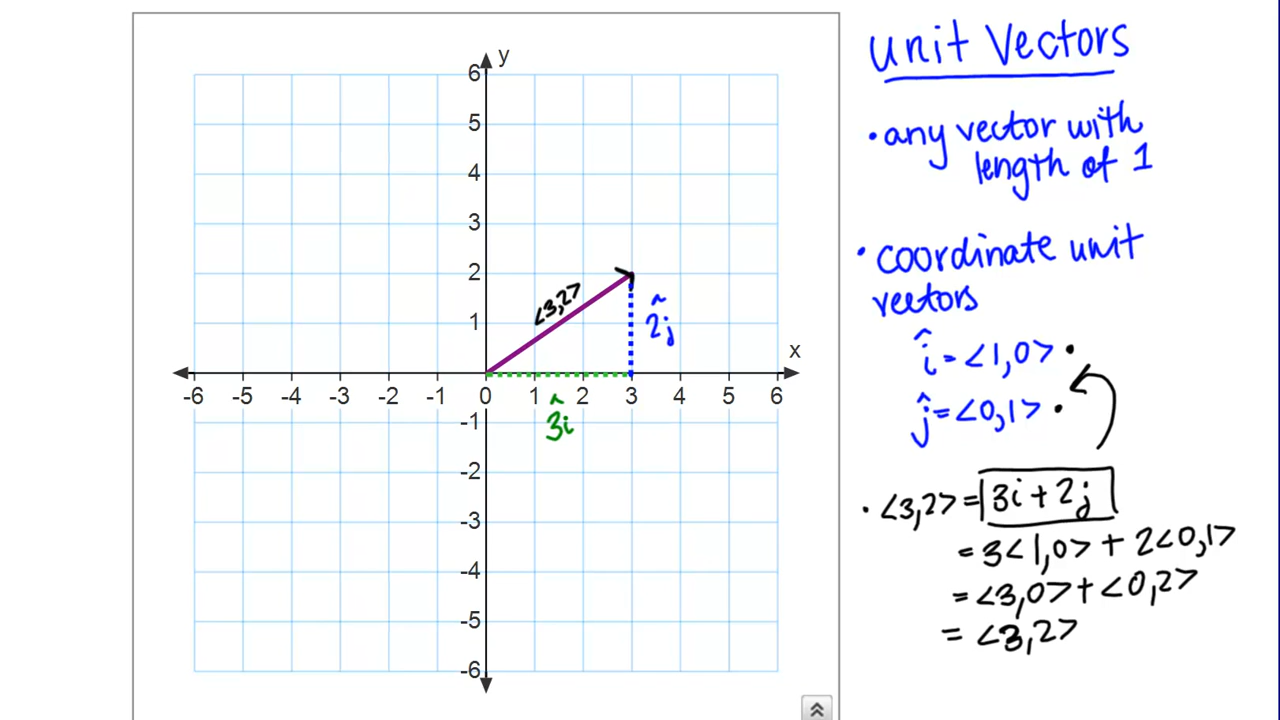 y
6
5
4
3
2
1
<3,2>
2ĵ
x
-6 -5 -4 -3 -2 -1 0 1 2 3 4 5 6
3î
-1
-2
-3
-4
-5
-6
Unit Vectors
• any vector with
length of 1
• coordinate unit
vectors
î = <1,0> •
ĵ = <0,1> •
• <3,2> = 3i + 2j
= 3<1,0> + 2<0,1>
= <3,0> + <0,2>
= <3,2>